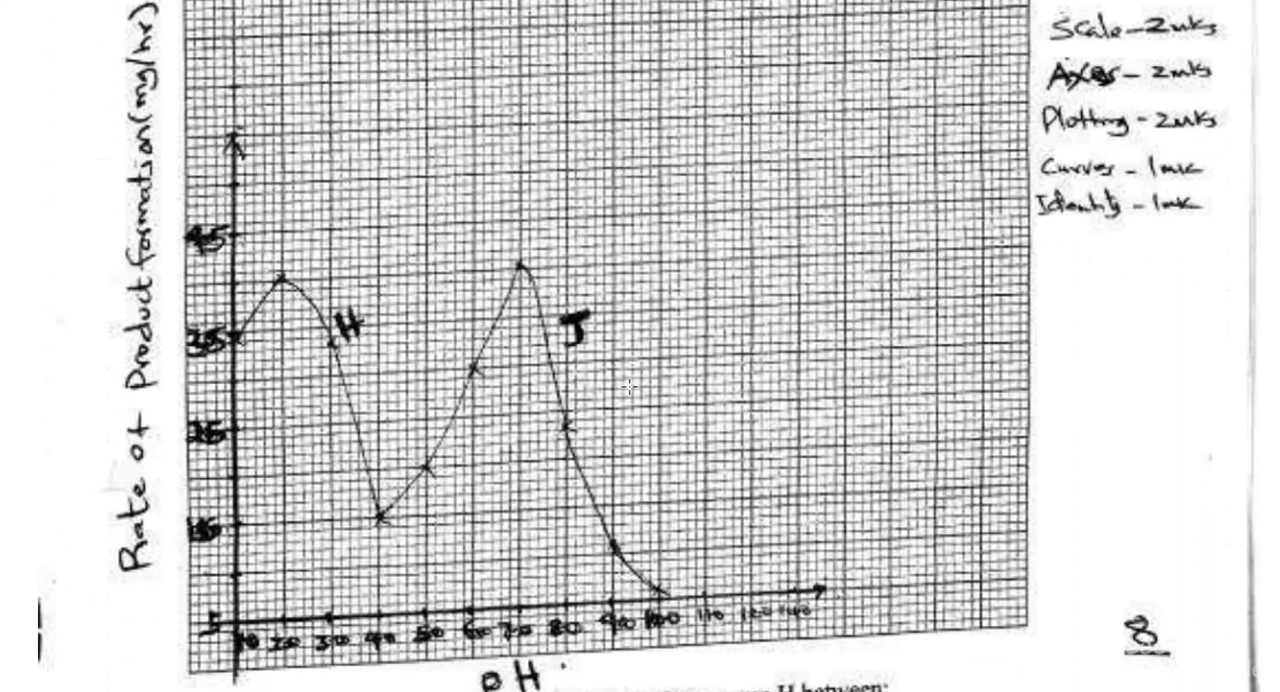 Rate of Product formation (mg/hr)
Scale - 2mks
Axes - 2mks
Plotting - 2mks
Curves - 1mk
Identity - 1mk
45
H
J
35
25
15
5
10 20 30 40 50 60 70 80 90 100 110 120 140
8
pH.
H between: